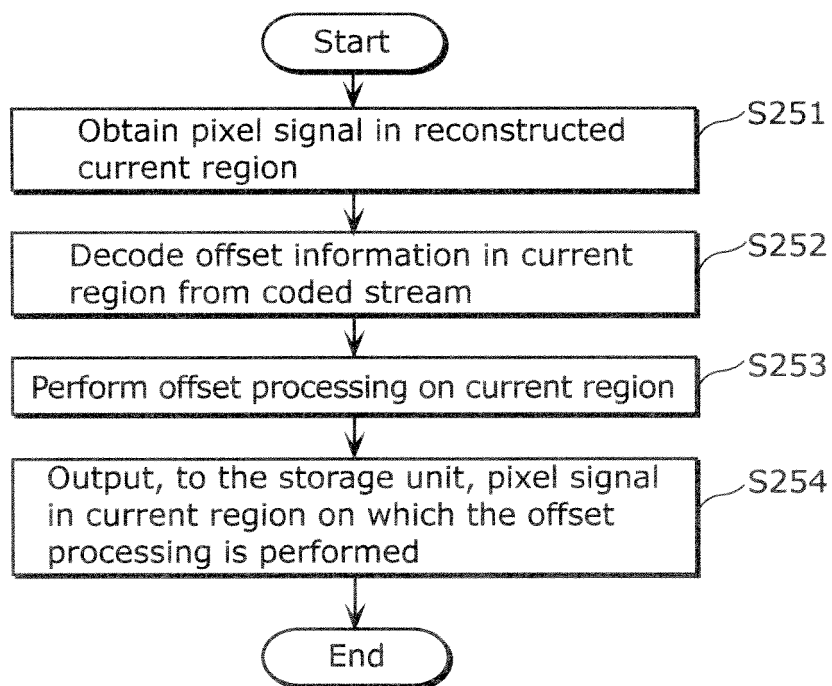 Start
Obtain pixel signal in reconstructed
current region
S251
Decode offset information in current
region from coded stream
S252
Perform offset processing on current region
S253
Output, to the storage unit, pixel signal
in current region on which the offset
processing is performed
S254
End